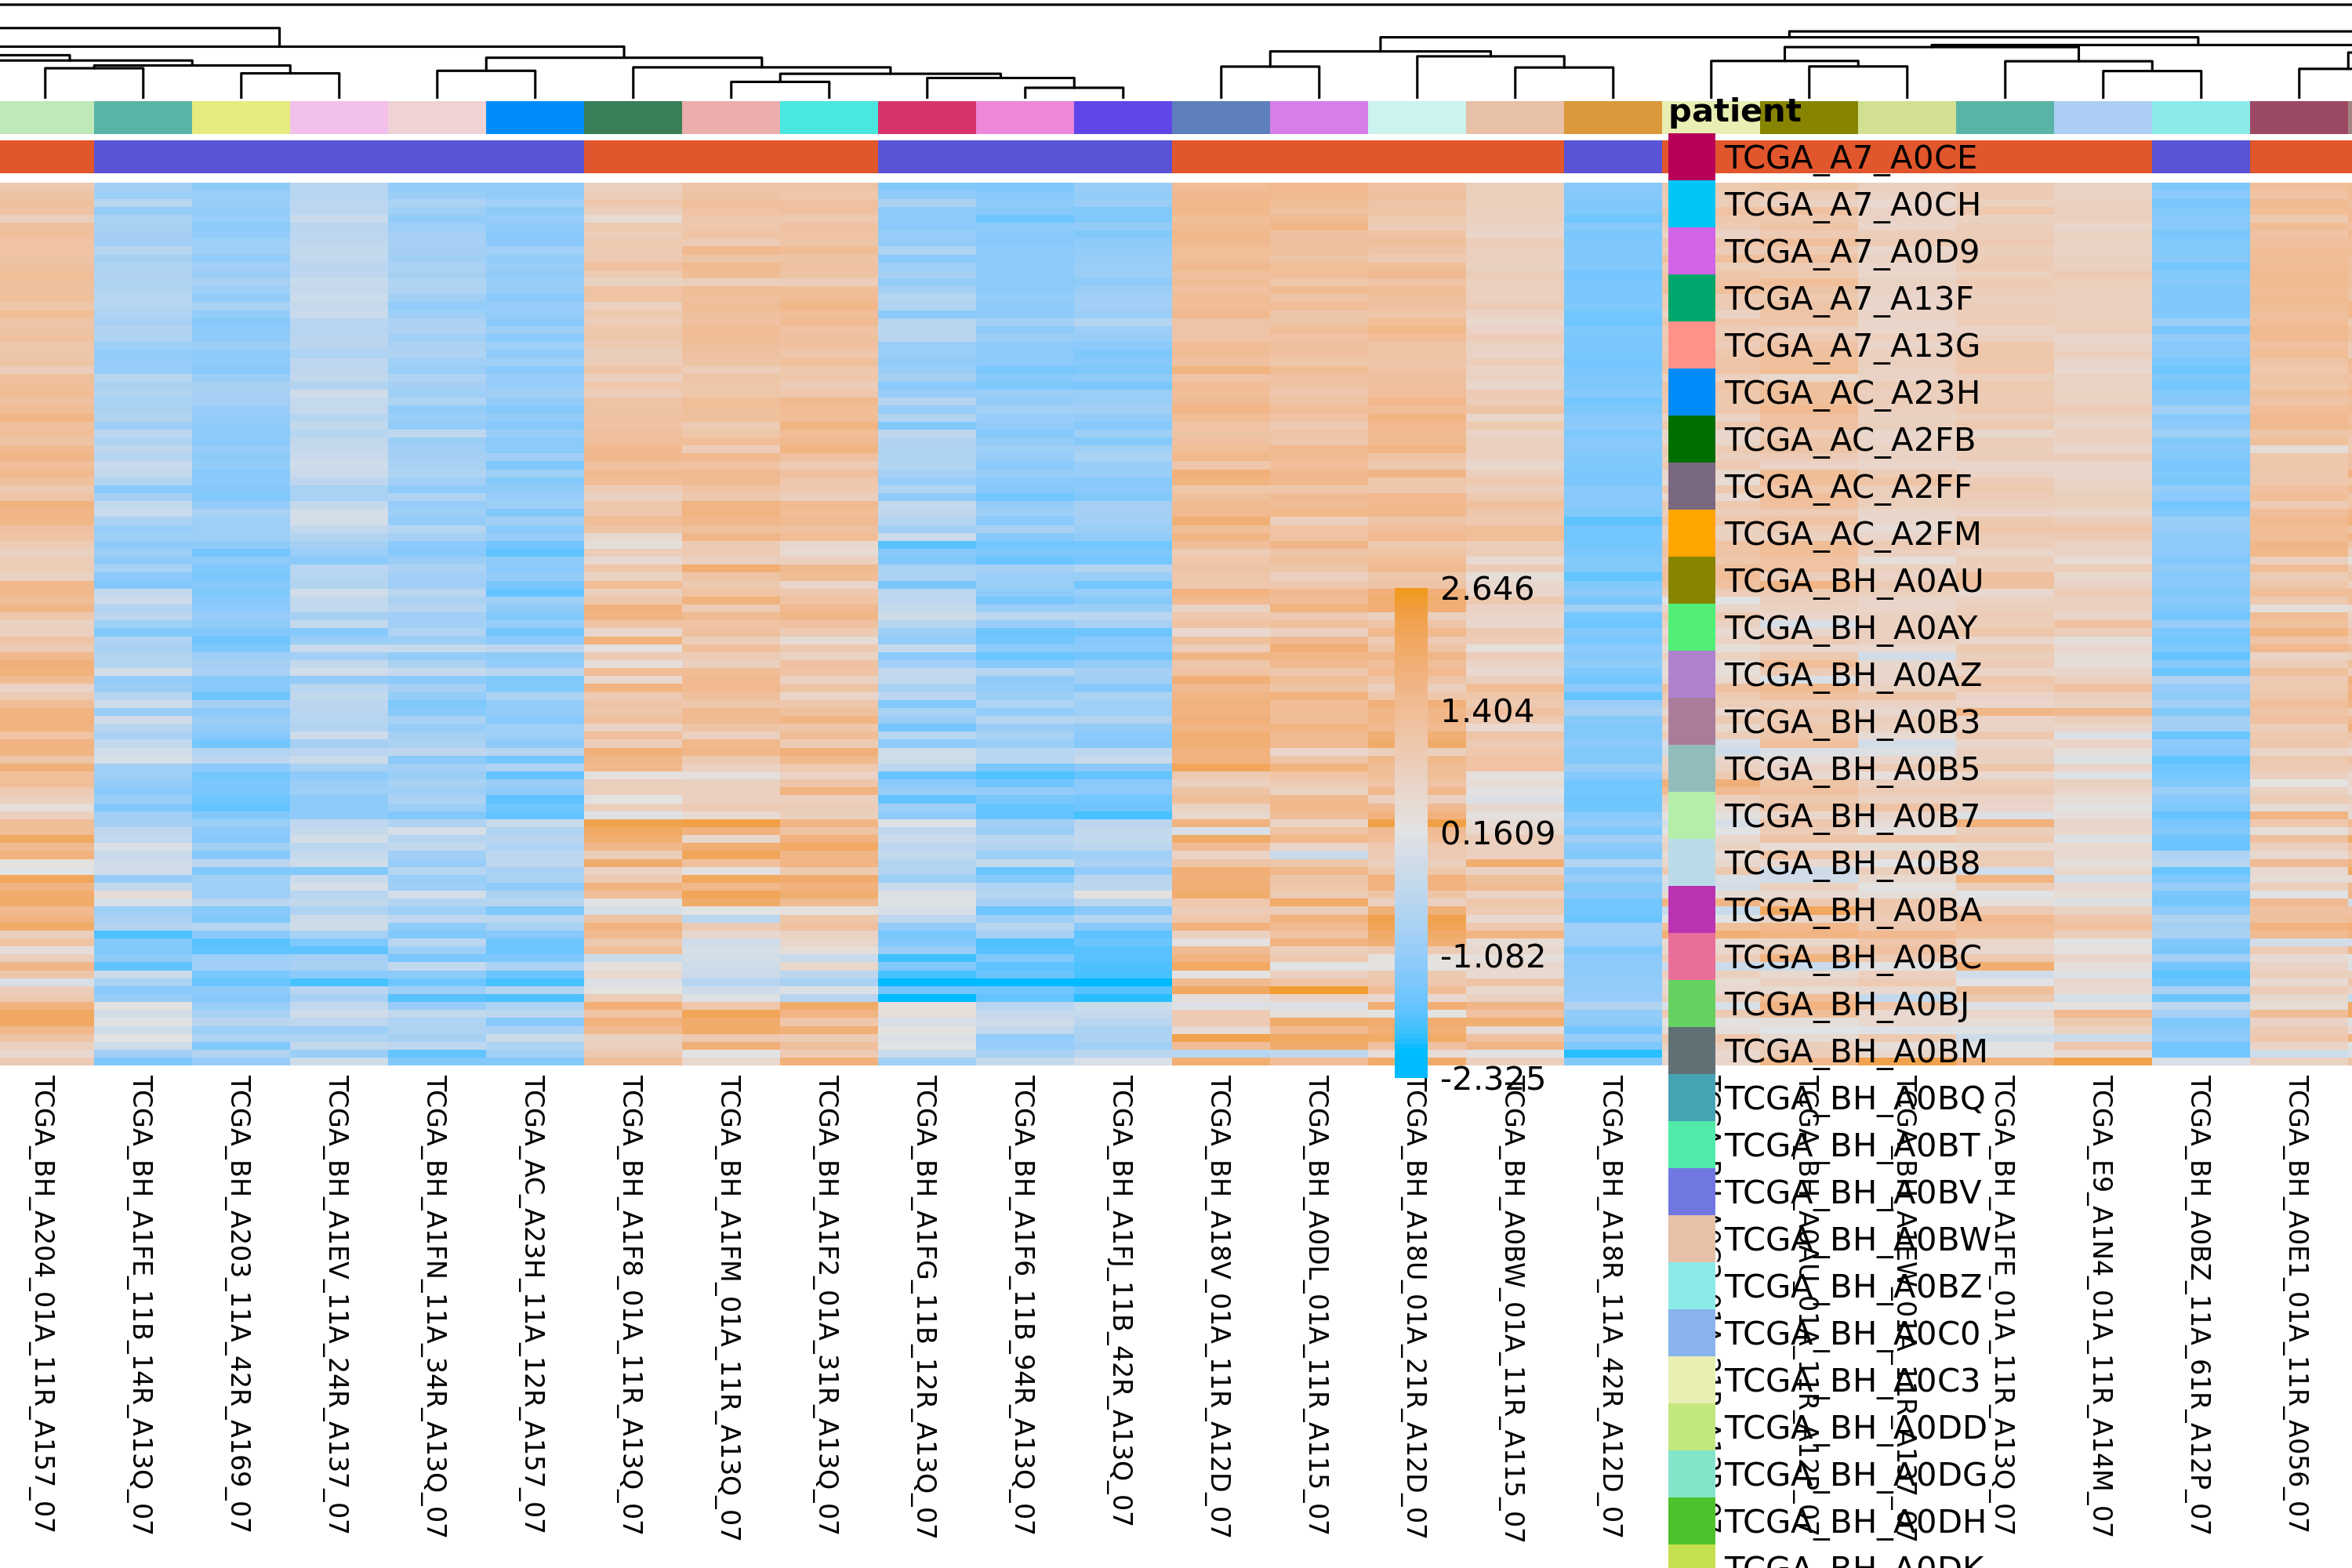 patient
TCGA_A7_A0CE
TCGA_A7_A0CH
TCGA_A7_A0D9
TCGA_A7_A13F
TCGA_A7_A13G
TCGA_AC_A23H
TCGA_AC_A2FB
TCGA_AC_A2FF
TCGA_AC_A2FM
TCGA_BH_A0AU
TCGA_BH_A0AY
TCGA_BH_A0AZ
TCGA_BH_A0B3
TCGA_BH_A0B5
TCGA_BH_A0B7
TCGA_BH_A0B8
TCGA_BH_A0BA
TCGA_BH_A0BC
TCGA_BH_A0BJ
TCGA_BH_A0BM
TCGA_BH_A0BQ
TCGA_BH_A0BT
TCGA_BH_A0BV
TCGA_BH_A0BW
TCGA_BH_A0BZ
TCGA_BH_A0C0
TCGA_BH_A0C3
TCGA_BH_A0DD
TCGA_BH_A0DG
TCGA_BH_A0DH
TCGA_BH_A0DK
2.646
1.404
0.1609
-1.082
-2.325
TCGA_BH_A204_01A_11R_A157_07
TCGA_BH_A1FE_11B_14R_A13Q_07
TCGA_BH_A203_11A_42R_A169_07
TCGA_BH_A1EV_11A_24R_A137_07
TCGA_BH_A1FN_11A_34R_A13Q_07
TCGA_AC_A23H_11A_12R_A157_07
TCGA_BH_A1F8_01A_11R_A13Q_07
TCGA_BH_A1FM_01A_11R_A13Q_07
TCGA_BH_A1F2_01A_31R_A13Q_07
TCGA_BH_A1FG_11B_12R_A13Q_07
TCGA_BH_A1F6_11B_94R_A13Q_07
TCGA_BH_A1FJ_11B_42R_A13Q_07
TCGA_BH_A18V_01A_11R_A12D_07
TCGA_BH_A0DL_01A_11R_A115_07
TCGA_BH_A18U_01A_21R_A12D_07
TCGA_BH_A0BW_01A_11R_A115_07
TCGA_BH_A18R_11A_42R_A12D_07
TCGA_BH_A0AU_01A_11R_A12P_07
TCGA_BH_A1EW_01A_11R_A137_07
TCGA_BH_A1FE_01A_11R_A13Q_07
TCGA_E9_A1N4_01A_11R_A14M_07
TCGA_BH_A0BZ_11A_61R_A12P_07
TCGA_BH_A0E1_01A_11R_A056_07